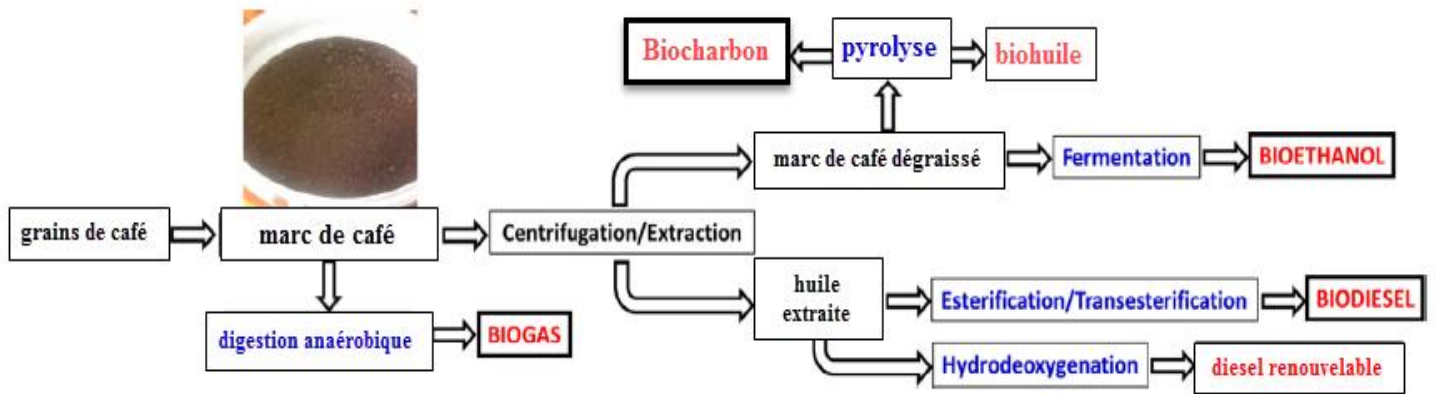 Biocharbon
pyrolyse
biohuile
marc de café dégraissé
Fermentation
BIOETHANOL
grains de café
marc de café
Centrifugation/Extraction
huile
extraite
Esterification/Transesterification
BIODIESEL
digestion anaérobique
BIOGAS
Hydrodeoxygenation
diesel renouvelable